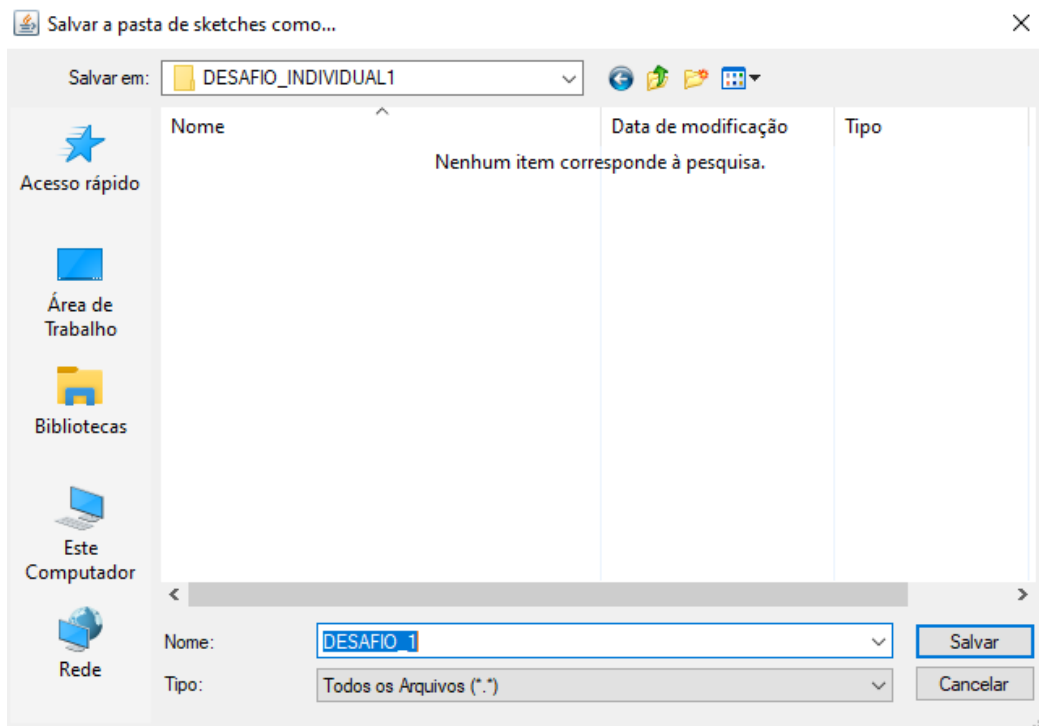 Salvar a pasta de sketches como...
Salvar em:
DESAFIO_INDIVIDUAL1
Nome
Data de modificação
Tipo
Nenhum item corresponde à pesquisa.
Acesso rápido
Área de
Trabalho
Bibliotecas
Este
Computador
Rede
Nome:
DESAFIO_1
Salvar
Tipo:
Todos os Arquivos (*.*)
Cancelar